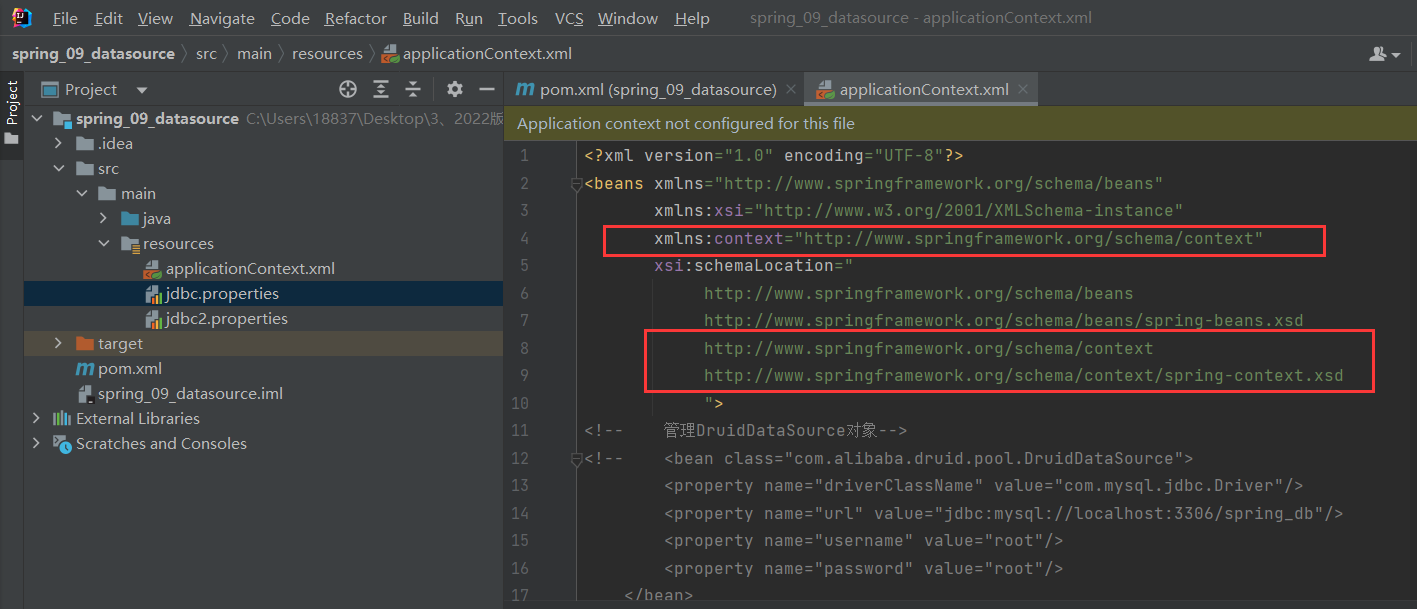 File Edit View Navigate Code Refactor Build Run Tools VCS Window Help spring_09_datasource - applicationContext.xml
spring_09_datasource src main resources applicationContext.xml
Project
Project
pom.xml (spring_09_datasource)
applicationContext.xml
spring_09_datasource C:\Users\18837\Desktop\3、2022版
.idea
src
main
java
resources
applicationContext.xml
jdbc.properties
jdbc2.properties
target
pom.xml
spring_09_datasource.iml
External Libraries
Scratches and Consoles
Application context not configured for this file
1 <?xml version="1.0" encoding="UTF-8"?>
2 <beans xmlns="http://www.springframework.org/schema/beans"
3 xmlns:xsi="http://www.w3.org/2001/XMLSchema-instance"
4 xmlns:context="http://www.springframework.org/schema/context"
5 xsi:schemaLocation="
6 http://www.springframework.org/schema/beans
7 http://www.springframework.org/schema/beans/spring-beans.xsd
8 http://www.springframework.org/schema/context
9 http://www.springframework.org/schema/context/spring-context.xsd
10 ">
11 <!-- 管理DruidDataSource对象-->
12 <!-- <bean class="com.alibaba.druid.pool.DruidDataSource">
13 <property name="driverClassName" value="com.mysql.jdbc.Driver"/>
14 <property name="url" value="jdbc:mysql://localhost:3306/spring_db"/>
15 <property name="username" value="root"/>
16 <property name="password" value="root"/>
17 </bean>